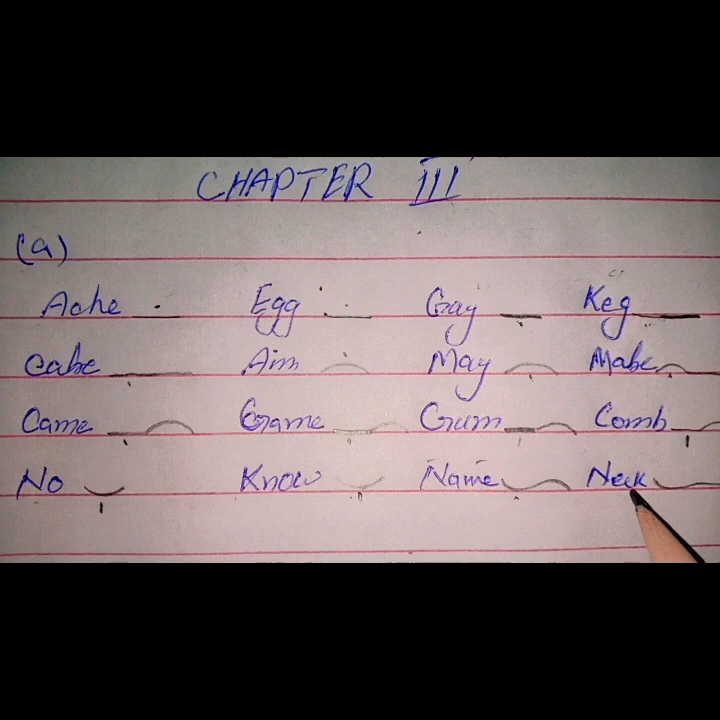 CHAPTER III
(a)
Ache Egg Gay Keg
Cake Aim May Make
Came Game Gum Comb
No Know Name Neck